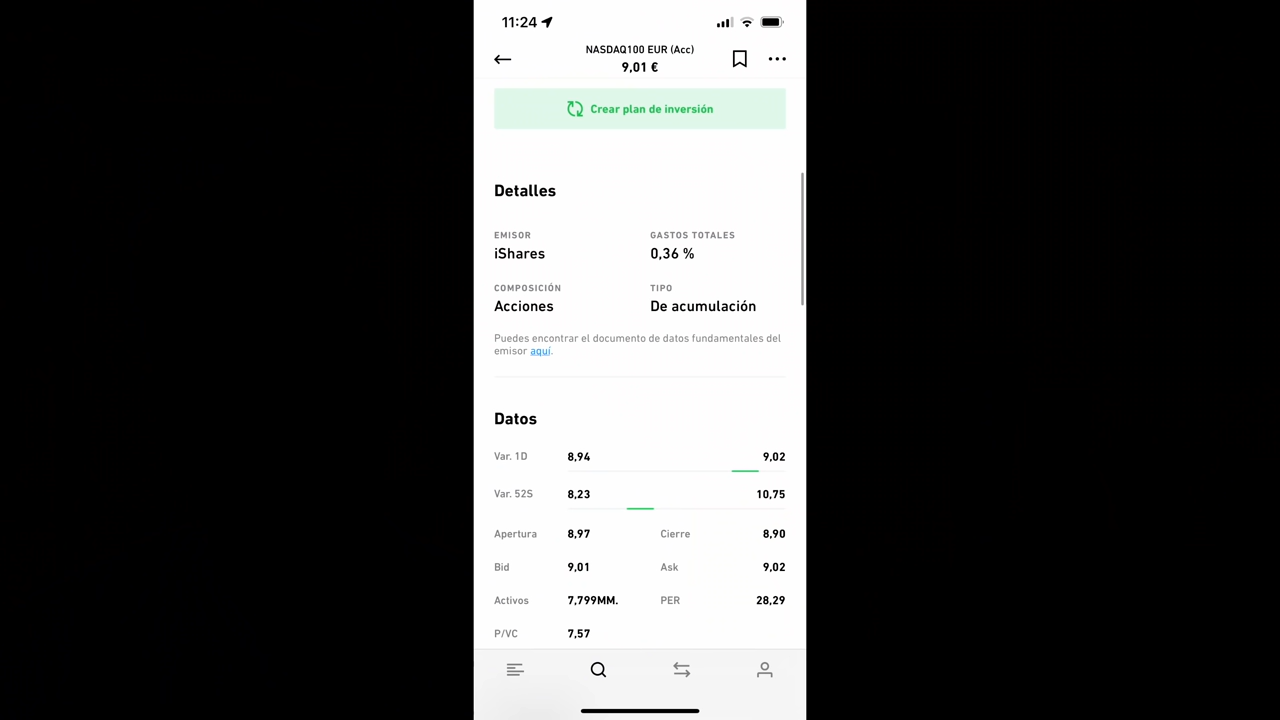 11:24
NASDAQ100 EUR (Acc)
9,01 €
Crear plan de inversión
Detalles
EMISOR GASTOS TOTALES
iShares 0,36 %
COMPOSICIÓN TIPO
Acciones De acumulación
Puedes encontrar el documento de datos fundamentales del
emisor aquí.
Datos
Var. 1D 8,94 9,02
Var. 52S 8,23 10,75
Apertura 8,97 Cierre 8,90
Bid 9,01 Ask 9,02
Activos 7,799MM. PER 28,29
P/VC 7,57